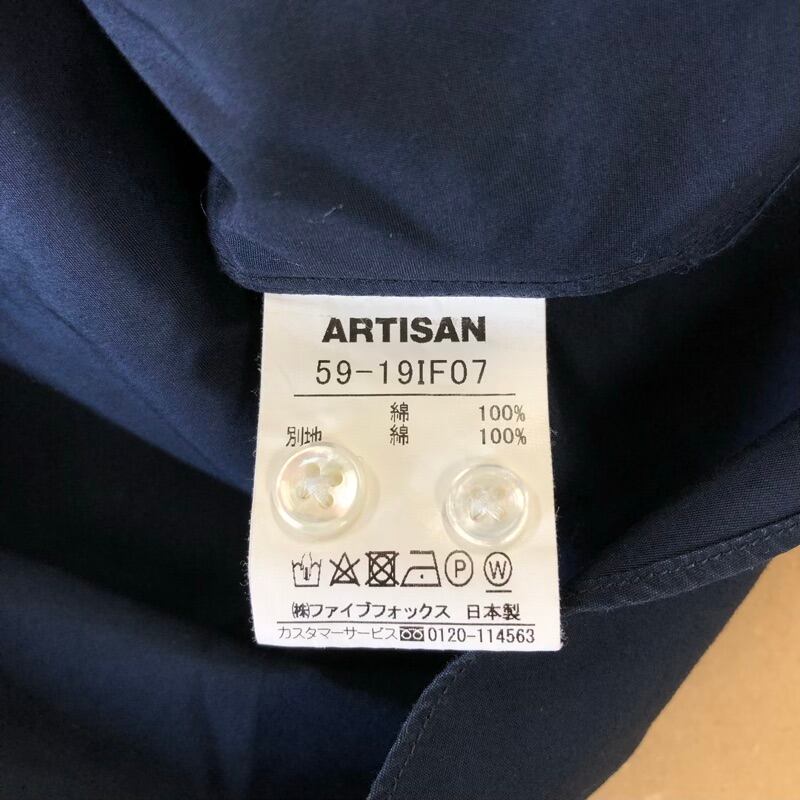 ARTISAN
59-19IF07
綿 100%
別地 綿 100%
P W
㈱ファイブフォックス 日本製
カスタマーサービス 0120-114563